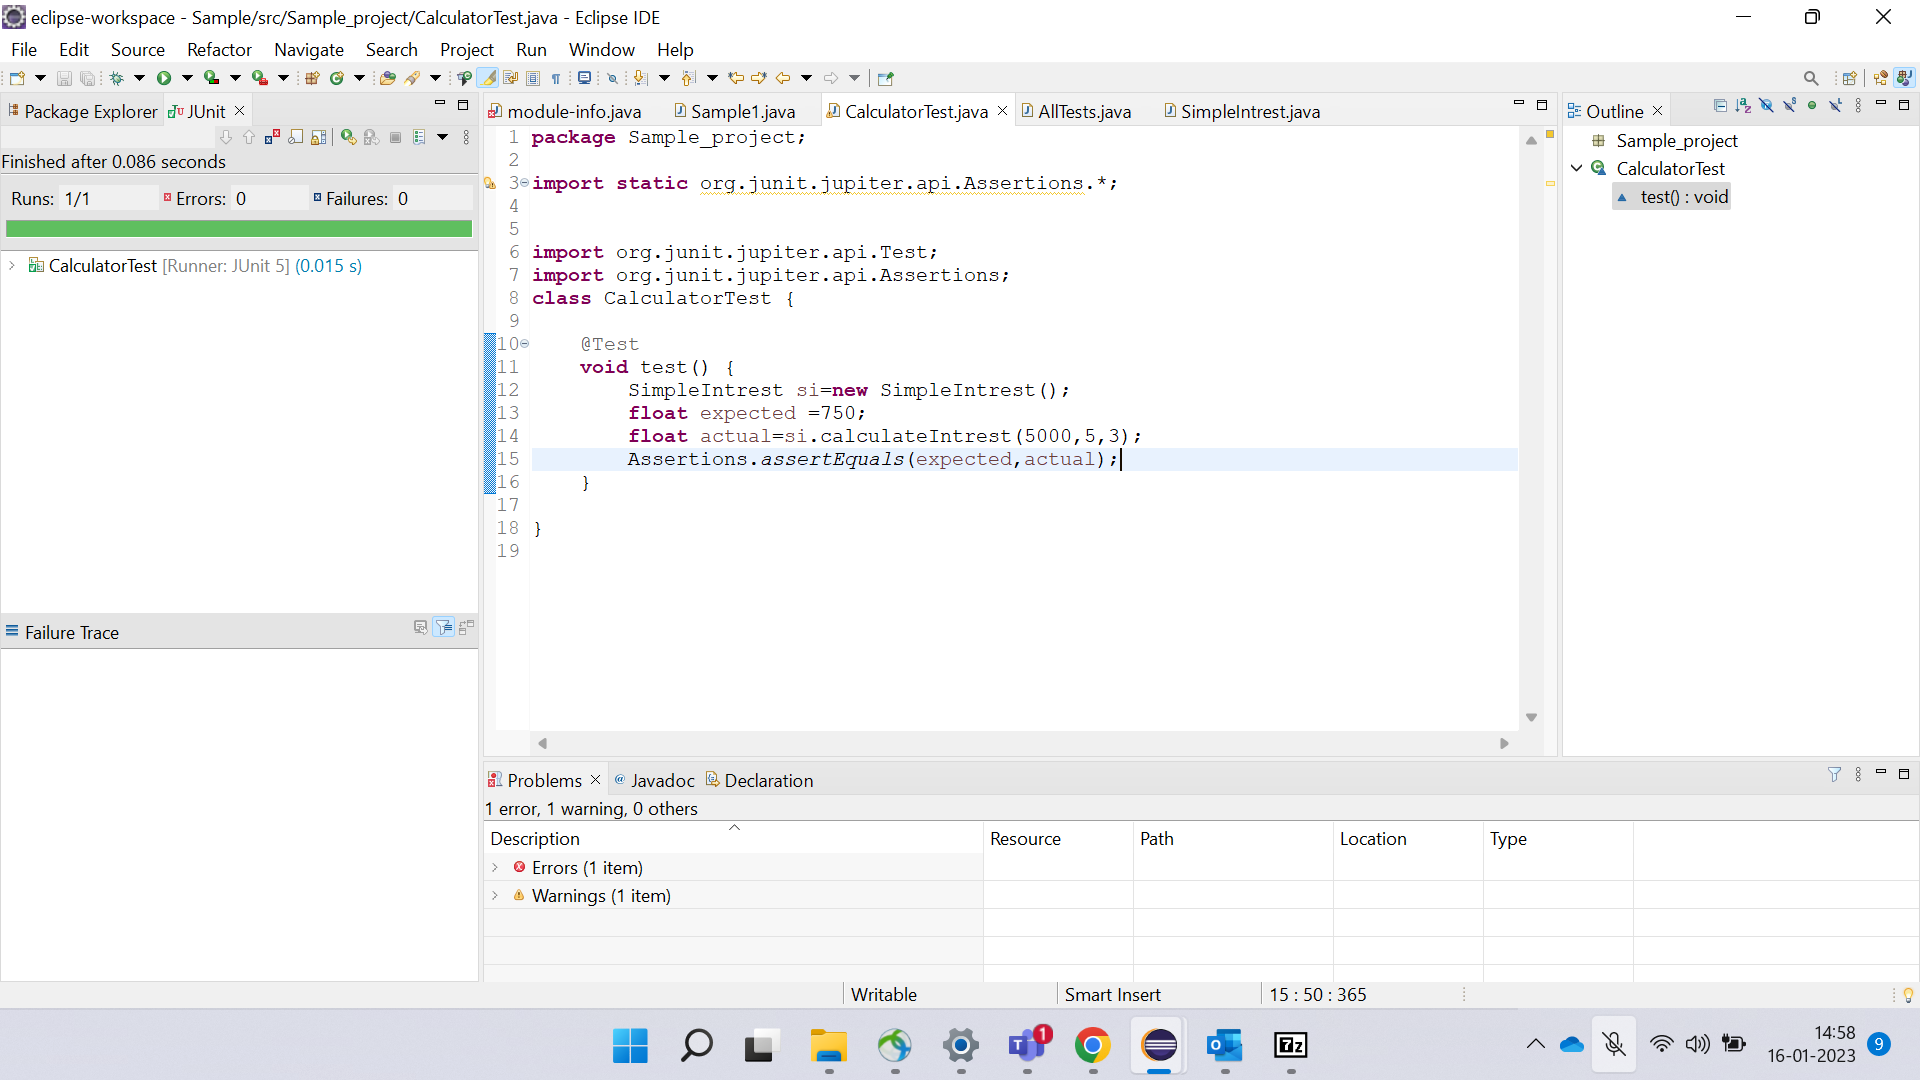 eclipse-workspace - Sample/src/Sample_project/CalculatorTest.java - Eclipse IDE
File Edit Source Refactor Navigate Search Project Run Window Help
Package Explorer JUnit
Finished after 0.086 seconds
Runs: 1/1 Errors: 0 Failures: 0
CalculatorTest [Runner: JUnit 5] (0.015 s)
Failure Trace
module-info.java Sample1.java CalculatorTest.java AllTests.java SimpleIntrest.java
1 package Sample_project;
2
3 import static org.junit.jupiter.api.Assertions.*;
4
5
6 import org.junit.jupiter.api.Test;
7 import org.junit.jupiter.api.Assertions;
8 class CalculatorTest {
9
10 @Test
11 void test() {
12 SimpleIntrest si=new SimpleIntrest();
13 float expected =750;
14 float actual=si.calculateIntrest(5000,5,3);
15 Assertions.assertEquals(expected,actual);
16 }
17
18 }
19
Outline
Sample_project
CalculatorTest
test() : void
Problems Javadoc Declaration
1 error, 1 warning, 0 others
Description Resource Path Location Type
Errors (1 item)
Warnings (1 item)
Writable Smart Insert 15 : 50 : 365
1
7z
14:58
16-01-2023
9